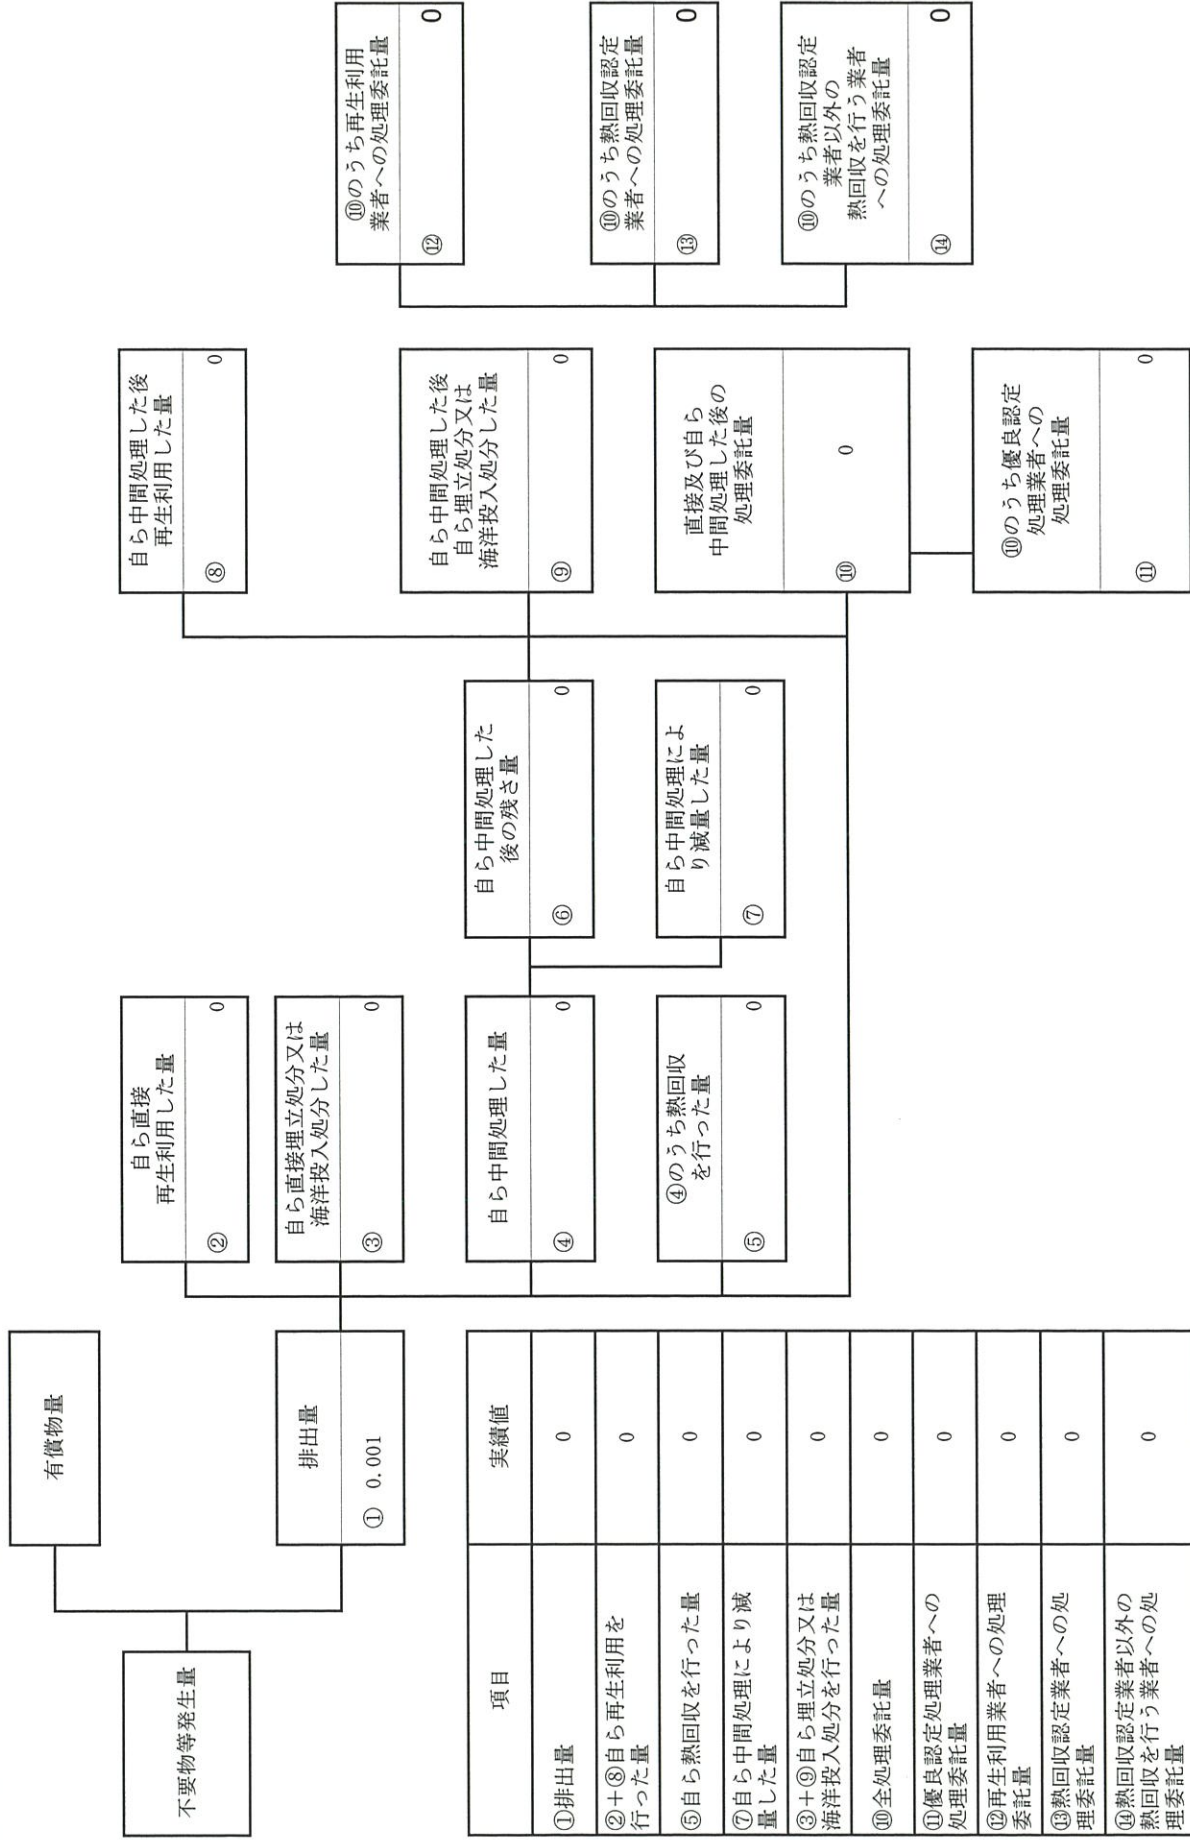 不要物等発生量
有償物量
排出量
① 0.001
自ら直接
再生利用した量
② 0
自ら直接埋立処分又は
海洋投入処分した量
③ 0
自ら中間処理した量
④ 0
④のうち熱回収
を行った量
⑤ 0
自ら中間処理した
後の残さ量
⑥ 0
自ら中間処理によ
り減量した量
⑦ 0
自ら中間処理した後
再生利用した量
⑧ 0
自ら中間処理した後
自ら埋立処分又は
海洋投入処分した量
⑨ 0
直接及び自ら
中間処理した後の
処理委託量
⑩ 0
⑩のうち優良認定
処理業者への
処理委託量
⑪ 0
⑩のうち再生利用
業者への処理委託量
⑫ 0
⑩のうち熱回収認定
業者への処理委託量
⑬ 0
⑩のうち熱回収認定
業者以外の
熱回収を行う業者
への処理委託量
⑭ 0
項目 実績値
①排出量 0
②+⑧自ら再生利用を
行った量 0
⑤自ら熱回収を行った量 0
⑦自ら中間処理により減
量した量 0
③+⑨自ら埋立処分又は
海洋投入処分を行った量 0
⑩全処理委託量 0
⑪優良認定処理業者への
処理委託量 0
⑫再生利用業者への処理
委託量 0
⑬熱回収認定業者への処
理委託量 0
⑭熱回収認定業者以外の
熱回収を行う業者への処
理委託量 0